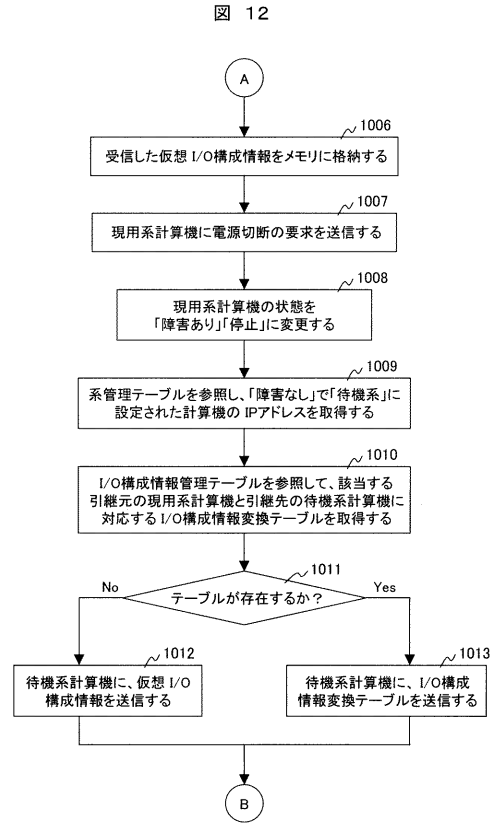 図 12
A
1006
受信した仮想 I/O構成情報をメモリに格納する
1007
現用系計算機に電源切断の要求を送信する
1008
現用系計算機の状態を
「障害あり」「停止」に変更する
1009
系管理テーブルを参照し、「障害なし」で「待機系」に
設定された計算機の IPアドレスを取得する
1010
I/O構成情報管理テーブルを参照して、該当する
引継元の現用系計算機と引継先の待機系計算機に
対応する I/O構成情報変換テーブルを取得する
1011
No
テーブルが存在するか？
Yes
1012
待機系計算機に、仮想 I/O
構成情報を送信する
1013
待機系計算機に、I/O構成
情報変換テーブルを送信する
B